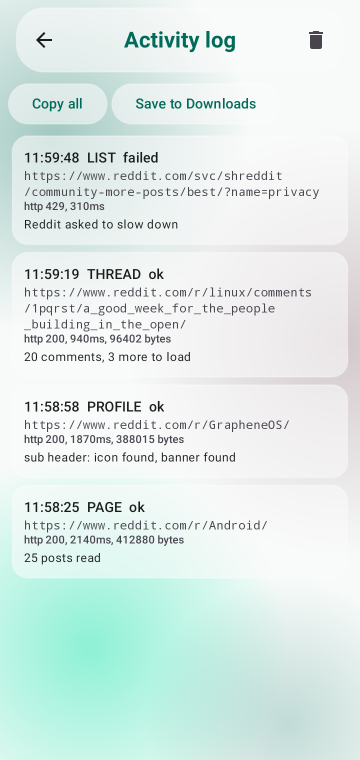 Activity log
Copy all
Save to Downloads
11:59:48 LIST failed
https://www.reddit.com/svc/shreddit
/community-more-posts/best/?name=privacy
http 429, 310ms
Reddit asked to slow down
11:59:19 THREAD ok
https://www.reddit.com/r/linux/comments
/1pqrst/a_good_week_for_the_people
_building_in_the_open/
http 200, 940ms, 96402 bytes
20 comments, 3 more to load
11:58:58 PROFILE ok
https://www.reddit.com/r/GrapheneOS/
http 200, 1870ms, 388015 bytes
sub header: icon found, banner found
11:58:25 PAGE ok
https://www.reddit.com/r/Android/
http 200, 2140ms, 412880 bytes
25 posts read